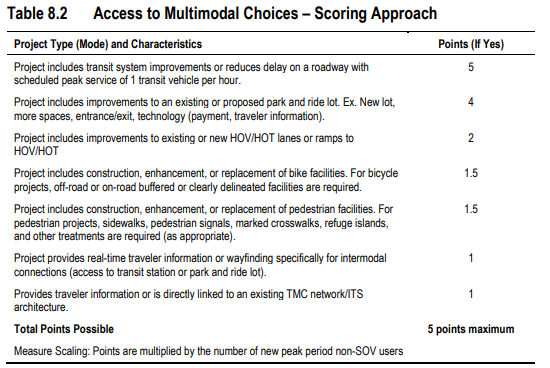 Table 8.2 Access to Multimodal Choices – Scoring Approach
Project Type (Mode) and Characteristics Points (If Yes)
Project includes transit system improvements or reduces delay on a roadway with 5
scheduled peak service of 1 transit vehicle per hour.
Project includes improvements to an existing or proposed park and ride lot. Ex. New lot, 4
more spaces, entrance/exit, technology (payment, traveler information).
Project includes improvements to existing or new HOV/HOT lanes or ramps to 2
HOV/HOT
Project includes construction, enhancement, or replacement of bike facilities. For bicycle 1.5
projects, off-road or on-road buffered or clearly delineated facilities are required.
Project includes construction, enhancement, or replacement of pedestrian facilities. For 1.5
pedestrian projects, sidewalks, pedestrian signals, marked crosswalks, refuge islands,
and other treatments are required (as appropriate).
Project provides real-time traveler information or wayfinding specifically for intermodal 1
connections (access to transit station or park and ride lot).
Provides traveler information or is directly linked to an existing TMC network/ITS 1
architecture.
Total Points Possible 5 points maximum
Measure Scaling: Points are multiplied by the number of new peak period non-SOV users